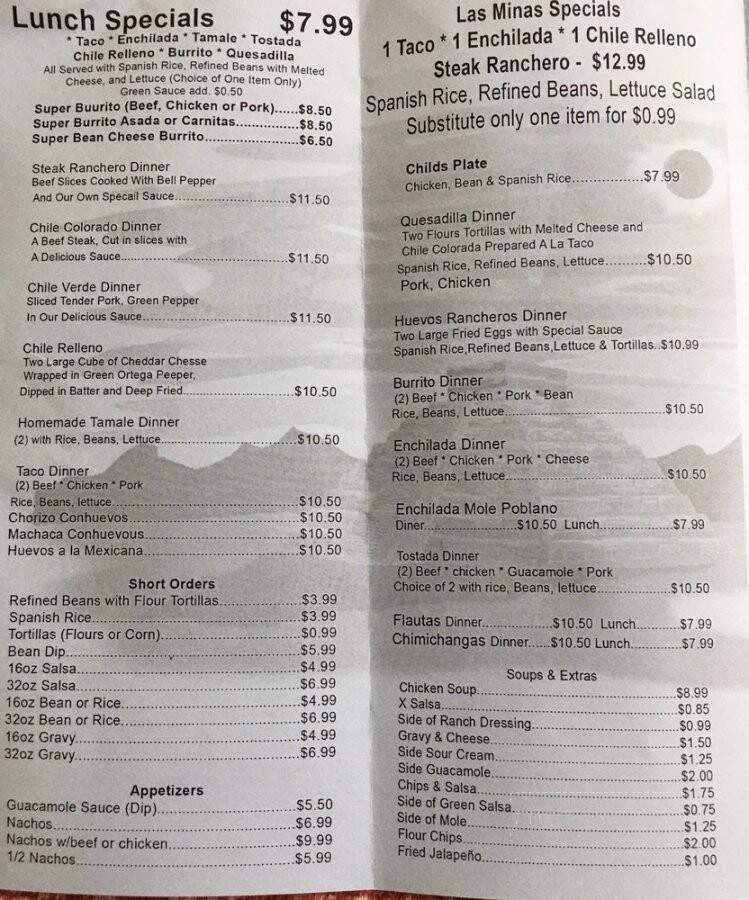 Lunch Specials $7.99
* Taco * Enchilada * Tamale * Tostada
Chile Relleno * Burrito * Quesadilla
All Served with Spanish Rice, Refined Beans with Melted
Cheese, and Lettuce (Choice of One Item Only)
Green Sauce add. $0.50
Super Buurito (Beef, Chicken or Pork).....$8.50
Super Burrito Asada or Carnitas...............$8.50
Super Bean Cheese Burrito.....................$6.50
Steak Ranchero Dinner
Beef Slices Cooked With Bell Pepper
And Our Own Specail Sauce.........................$11.50
Chile Colorado Dinner
A Beef Steak, Cut in slices with
A Delicious Sauce.....................................$11.50
Chile Verde Dinner
Sliced Tender Pork, Green Pepper
In Our Delicious Sauce................................$11.50
Chile Relleno
Two Large Cube of Cheddar Chesse
Wrapped in Green Ortega Peeper,
Dipped in Batter and Deep Fried........................$10.50
Homemade Tamale Dinner
(2) with Rice, Beans, Lettuce..............................$10.50
Taco Dinner
(2) Beef * Chicken * Pork
Rice, Beans, lettuce.......................................$10.50
Chorizo Conhuevos.....................................$10.50
Machaca Conhuevous..................................$10.50
Huevos a la Mexicana..................................$10.50
Short Orders
Refined Beans with Flour Tortillas...................$3.99
Spanish Rice................................................$3.99
Tortillas (Flours or Corn)................................$0.99
Bean Dip......................................................$5.99
16oz Salsa...................................................$4.99
32oz Salsa...................................................$6.99
16oz Bean or Rice.........................................$4.99
32oz Bean or Rice.........................................$6.99
16oz Gravy...................................................$4.99
32oz Gravy...................................................$6.99
Appetizers
Guacamole Sauce (Dip)...............................$5.50
Nachos.........................................................$6.99
Nachos w/beef or chicken.............................$9.99
1/2 Nachos...................................................$5.99
Las Minas Specials
1 Taco * 1 Enchilada * 1 Chile Relleno
Steak Ranchero - $12.99
Spanish Rice, Refined Beans, Lettuce Salad
Substitute only one item for $0.99
Childs Plate
Chicken, Bean & Spanish Rice................$7.99
Quesadilla Dinner
Two Flours Tortillas with Melted Cheese and
Chile Colorada Prepared A La Taco
Spanish Rice, Refined Beans, Lettuce.........$10.50
Pork, Chicken
Huevos Rancheros Dinner
Two Large Fried Eggs with Special Sauce
Spanish Rice,Refined Beans,Lettuce & Tortillas..$10.99
Burrito Dinner
(2) Beef * Chicken * Pork * Bean
Rice, Beans, Lettuce...................................$10.50
Enchilada Dinner
(2) Beef * Chicken * Pork * Cheese
Rice, Beans, Lettuce...................................$10.50
Enchilada Mole Poblano
Diner....................$10.50 Lunch................$7.99
Tostada Dinner
(2) Beef * chicken * Guacamole * Pork
Choice of 2 with rice, Beans, lettuce................$10.50
Flautas Dinner...............$10.50 Lunch............$7.99
Chimichangas Dinner.....$10.50 Lunch...........$7.99
Soups & Extras
Chicken Soup..............................................$8.99
X Salsa........................................................$0.85
Side of Ranch Dressing................................$0.99
Gravy & Cheese...........................................$1.50
Side Sour Cream..........................................$1.25
Side Guacamole...........................................$2.00
Chips & Salsa..............................................$1.75
Side of Green Salsa......................................$0.75
Side of Mole.................................................$1.25
Flour Chips..................................................$2.00
Fried Jalapeño..............................................$1.00